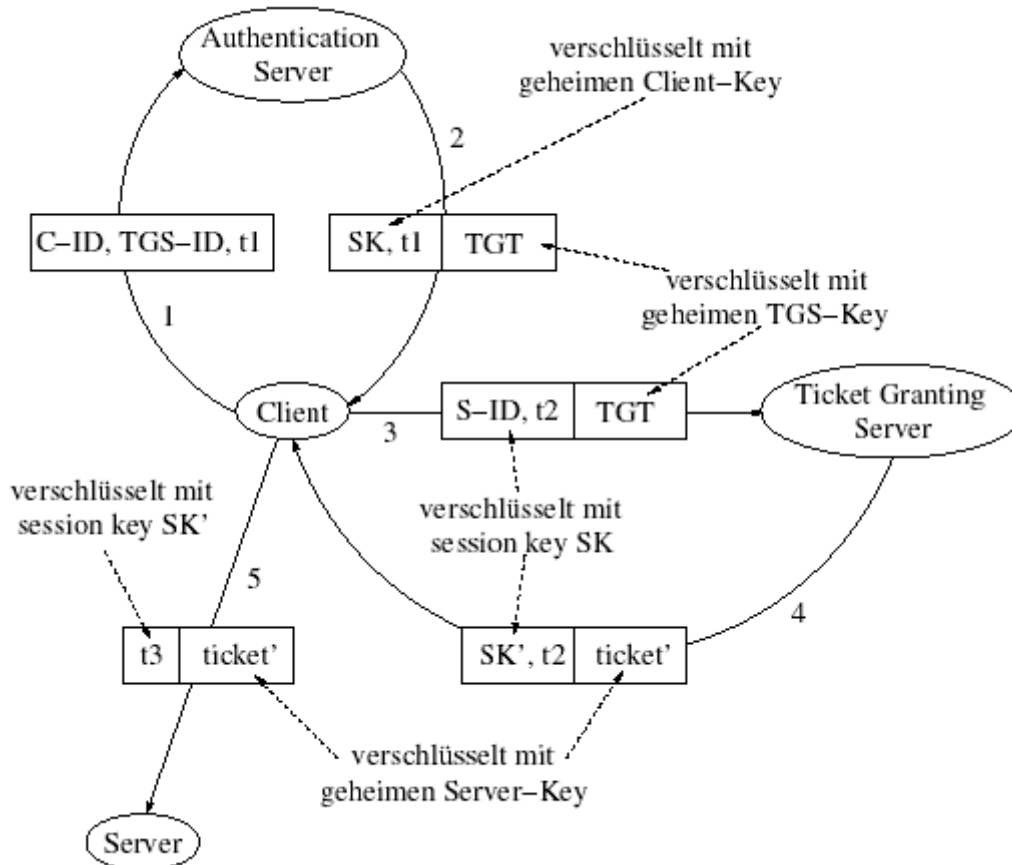 Authentication
Server
verschlüsselt mit
geheimen Client–Key
2
C–ID, TGS–ID, t1
SK, t1
TGT
verschlüsselt mit
geheimen TGS–Key
1
Client
3
S–ID, t2
TGT
Ticket Granting
Server
verschlüsselt mit
session key SK'
verschlüsselt mit
session key SK
5
4
t3
ticket'
SK', t2
ticket'
verschlüsselt mit
geheimen Server–Key
Server